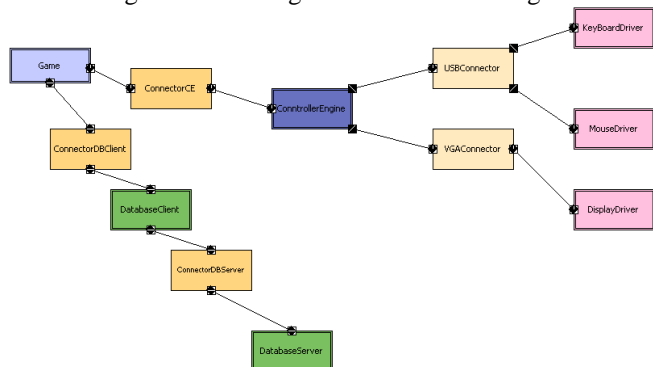 KeyBoardDriver
Game
USBConnector
ConnectorCE
ConntrollerEngine
MouseDriver
ConnectorDBClient
VGAConnector
DatabaseClient
DisplayDriver
ConnectorDBServer
DatabaseServer